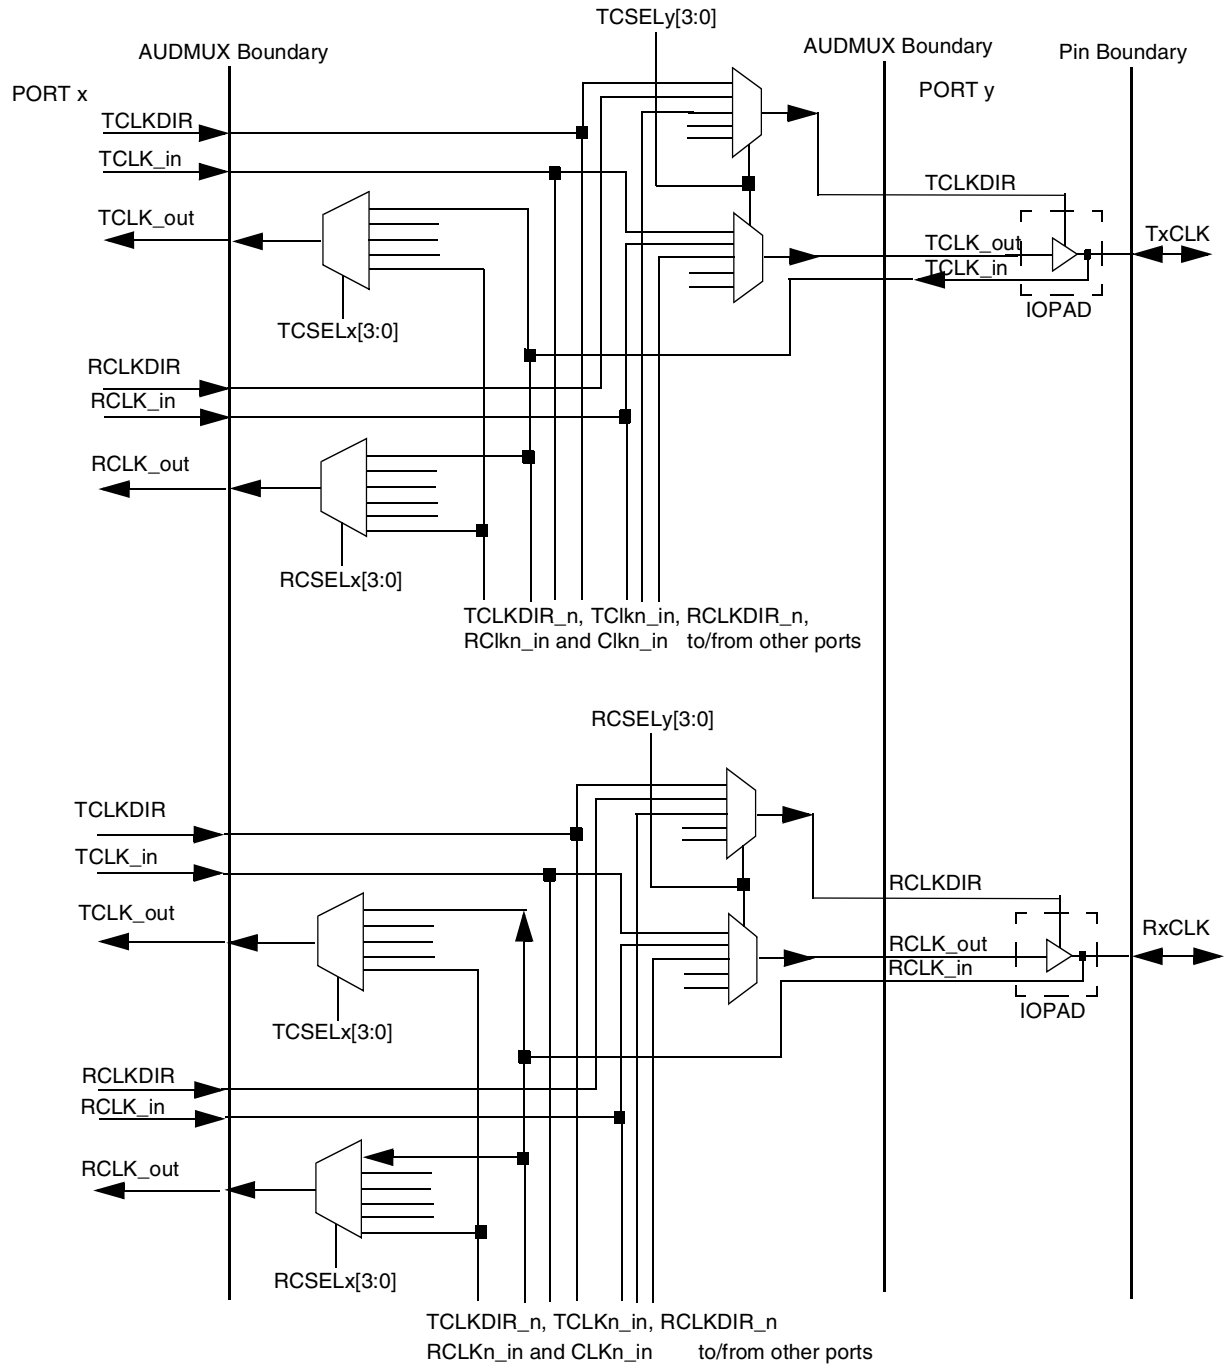 TCSELy[3:0]
AUDMUX Boundary
AUDMUX Boundary
Pin Boundary
PORT x
PORT y
TCLKDIR
TCLK_in
TCLKDIR
TCLK_out
TCLK_out
TxCLK
TCLK_in
IOPAD
TCSELx[3:0]
RCLKDIR
RCLK_in
RCLK_out
RCSELx[3:0]
TCLKDIR_n, TClkn_in, RCLKDIR_n,
RClkn_in and Clkn_in to/from other ports
RCSELy[3:0]
TCLKDIR
TCLK_in
RCLKDIR
TCLK_out
RCLK_out
RxCLK
RCLK_in
IOPAD
TCSELx[3:0]
RCLKDIR
RCLK_in
RCLK_out
RCSELx[3:0]
TCLKDIR_n, TCLKn_in, RCLKDIR_n
RCLKn_in and CLKn_in to/from other ports